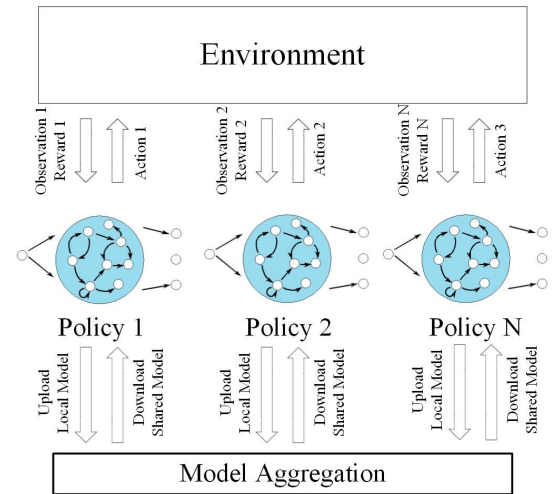 Environment
Observation 1
Reward 1
Action 1
Observation 2
Reward 2
Action 2
Observation N
Reward N
Action 3
Policy 1
Policy 2
Policy N
Upload
Local Model
Download
Shared Model
Upload
Local Model
Download
Shared Model
Upload
Local Model
Download
Shared Model
Model Aggregation